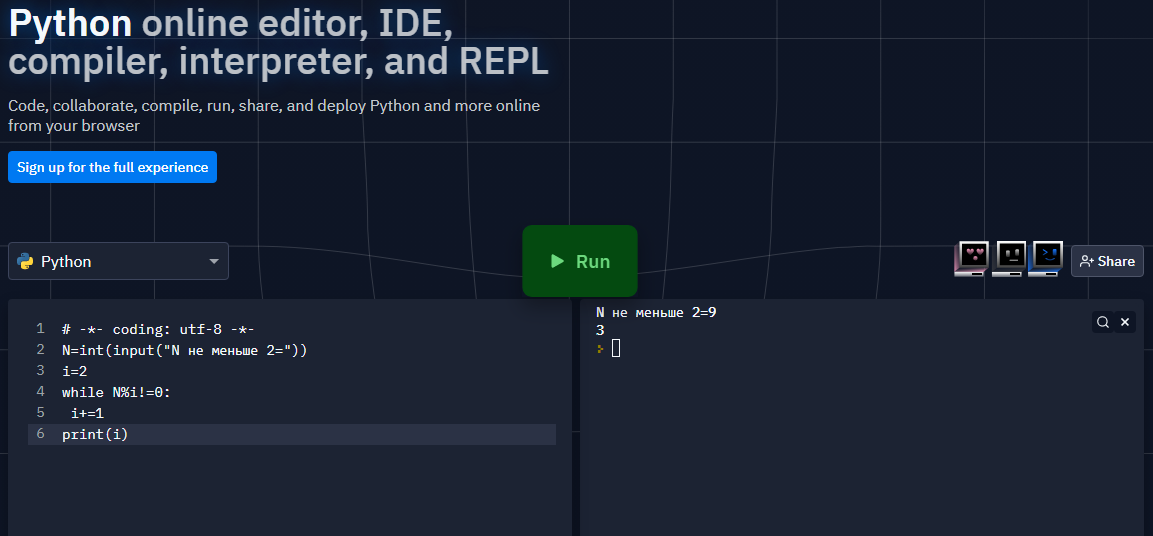 Python online editor, IDE,
compiler, interpreter, and REPL
Code, collaborate, compile, run, share, and deploy Python and more online
from your browser
Sign up for the full experience
Python
Run
Share
1 # -*- coding: utf-8 -*-
2 N=int(input("N не меньше 2="))
3 i=2
4 while N%i!=0:
5  i+=1
6 print(i)
N не меньше 2=9
3